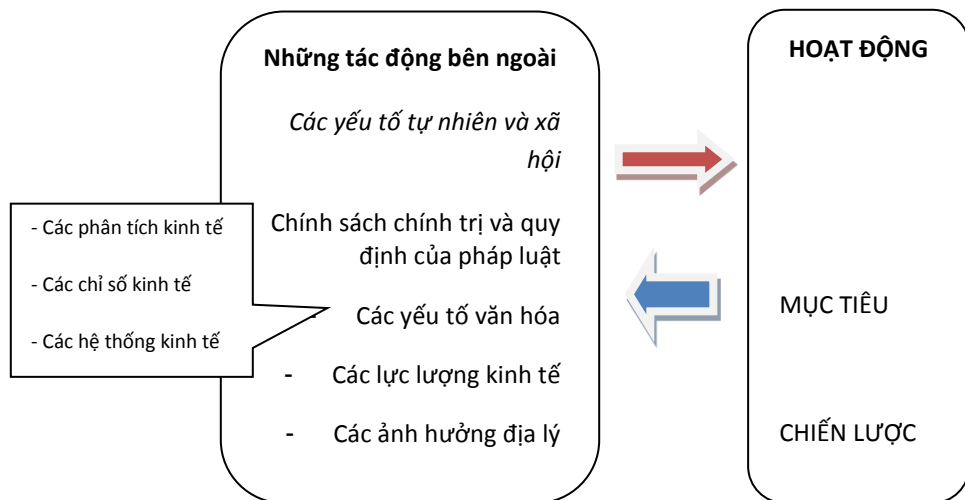 Những tác động bên ngoài
Các yếu tố tự nhiên và xã
hội
Chính sách chính trị và quy
định của pháp luật
- Các yếu tố văn hóa
- Các lực lượng kinh tế
- Các ảnh hưởng địa lý
- Các phân tích kinh tế
- Các chỉ số kinh tế
- Các hệ thống kinh tế
HOẠT ĐỘNG
MỤC TIÊU
CHIẾN LƯỢC